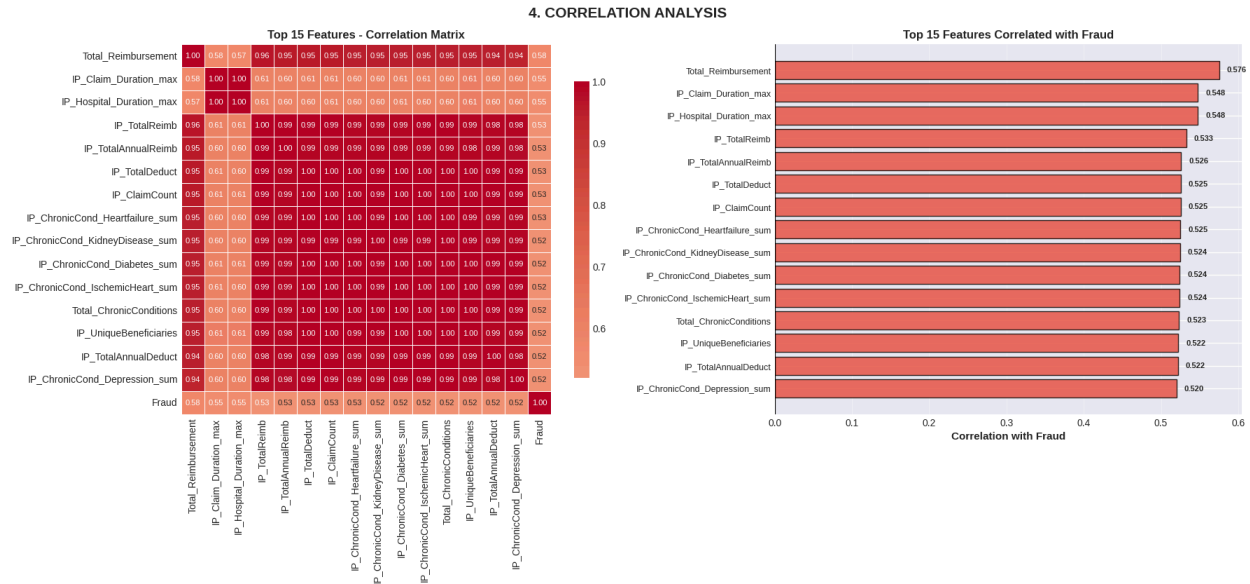 4. CORRELATION ANALYSIS
Top 15 Features - Correlation Matrix
Total_Reimbursement 1.00 0.58 0.57 0.96 0.95 0.95 0.95 0.95 0.95 0.95 0.95 0.95 0.95 0.94 0.94 0.58
IP_Claim_Duration_max 0.58 1.00 1.00 0.61 0.60 0.61 0.61 0.60 0.60 0.61 0.61 0.60 0.61 0.60 0.60 0.55
IP_Hospital_Duration_max 0.57 1.00 1.00 0.61 0.60 0.60 0.61 0.60 0.60 0.61 0.60 0.60 0.61 0.60 0.60 0.55
IP_TotalReimb 0.96 0.61 0.61 1.00 0.99 0.99 0.99 0.99 0.99 0.99 0.99 0.99 0.99 0.98 0.98 0.53
IP_TotalAnnualReimb 0.95 0.60 0.60 0.99 1.00 0.99 0.99 0.99 0.99 0.99 0.99 0.99 0.98 0.99 0.98 0.53
IP_TotalDeduct 0.95 0.61 0.60 0.99 0.99 1.00 1.00 1.00 0.99 1.00 1.00 1.00 1.00 0.99 0.99 0.53
IP_ClaimCount 0.95 0.61 0.61 0.99 0.99 1.00 1.00 1.00 0.99 1.00 1.00 1.00 1.00 0.99 0.99 0.53
IP_ChronicCond_Heartfailure_sum 0.95 0.60 0.60 0.99 0.99 1.00 1.00 1.00 0.99 0.99 1.00 1.00 0.99 0.99 0.99 0.53
IP_ChronicCond_KidneyDisease_sum 0.95 0.60 0.60 0.99 0.99 0.99 0.99 0.99 1.00 0.99 0.99 1.00 0.99 0.99 0.99 0.52
IP_ChronicCond_Diabetes_sum 0.95 0.61 0.61 0.99 0.99 1.00 1.00 0.99 0.99 1.00 1.00 1.00 1.00 0.99 0.99 0.52
IP_ChronicCond_IschemicHeart_sum 0.95 0.61 0.60 0.99 0.99 1.00 1.00 1.00 0.99 1.00 1.00 1.00 1.00 0.99 0.99 0.52
Total_ChronicConditions 0.95 0.60 0.60 0.99 0.99 1.00 1.00 1.00 1.00 1.00 1.00 1.00 0.99 0.99 0.99 0.52
IP_UniqueBeneficiaries 0.95 0.61 0.61 0.99 0.98 1.00 1.00 0.99 0.99 1.00 1.00 0.99 1.00 0.99 0.99 0.52
IP_TotalAnnualDeduct 0.94 0.60 0.60 0.98 0.99 0.99 0.99 0.99 0.99 0.99 0.99 0.99 0.99 1.00 0.98 0.52
IP_ChronicCond_Depression_sum 0.94 0.60 0.60 0.98 0.98 0.99 0.99 0.99 0.99 0.99 0.99 0.99 0.99 0.98 1.00 0.52
Fraud 0.58 0.55 0.55 0.53 0.53 0.53 0.53 0.53 0.52 0.52 0.52 0.52 0.52 0.52 0.52 1.00
Total_Reimbursement
IP_Claim_Duration_max
IP_Hospital_Duration_max
IP_TotalReimb
IP_TotalAnnualReimb
IP_TotalDeduct
IP_ClaimCount
IP_ChronicCond_Heartfailure_sum
IP_ChronicCond_KidneyDisease_sum
IP_ChronicCond_Diabetes_sum
IP_ChronicCond_IschemicHeart_sum
Total_ChronicConditions
IP_UniqueBeneficiaries
IP_TotalAnnualDeduct
IP_ChronicCond_Depression_sum
Fraud
1.0
0.9
0.8
0.7
0.6
Top 15 Features Correlated with Fraud
Total_Reimbursement 0.576
IP_Claim_Duration_max 0.548
IP_Hospital_Duration_max 0.548
IP_TotalReimb 0.533
IP_TotalAnnualReimb 0.526
IP_TotalDeduct 0.525
IP_ClaimCount 0.525
IP_ChronicCond_Heartfailure_sum 0.525
IP_ChronicCond_KidneyDisease_sum 0.524
IP_ChronicCond_Diabetes_sum 0.524
IP_ChronicCond_IschemicHeart_sum 0.524
Total_ChronicConditions 0.523
IP_UniqueBeneficiaries 0.522
IP_TotalAnnualDeduct 0.522
IP_ChronicCond_Depression_sum 0.520
0.0 0.1 0.2 0.3 0.4 0.5 0.6
Correlation with Fraud